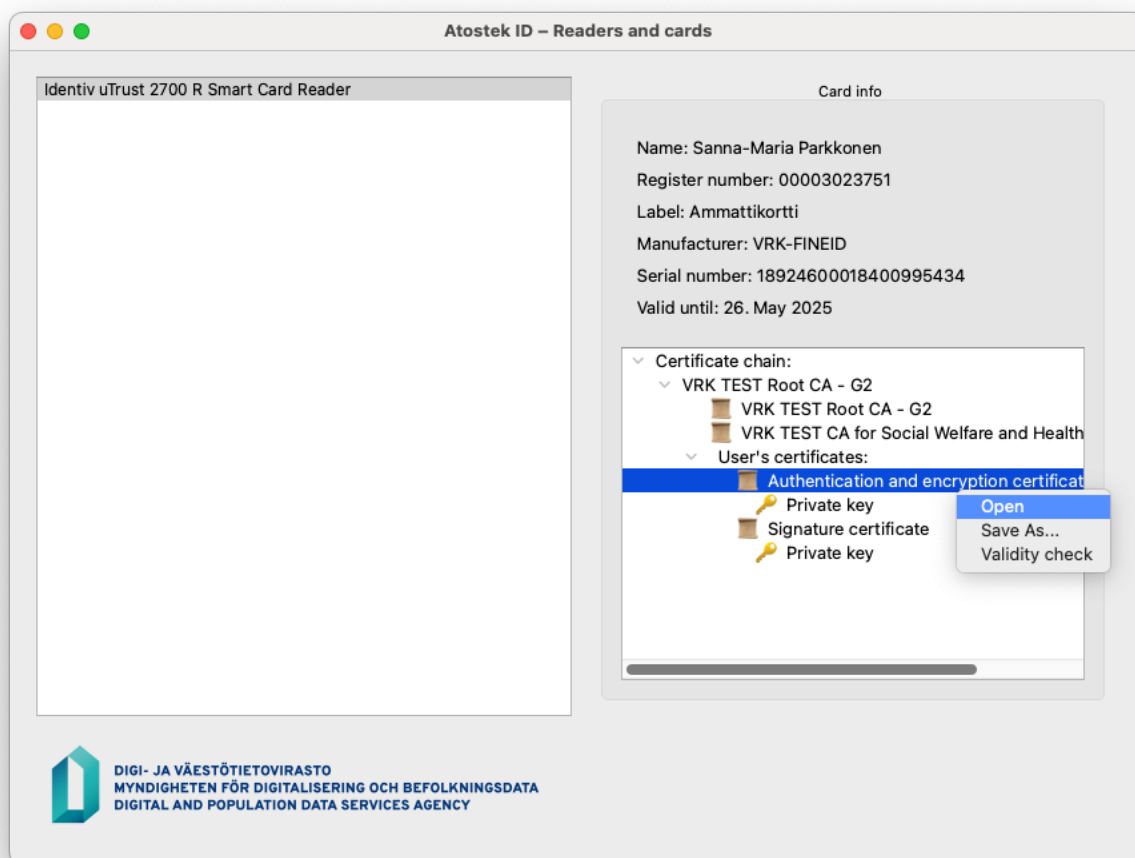 Atostek ID – Readers and cards
Identiv uTrust 2700 R Smart Card Reader
Card info
Name: Sanna-Maria Parkkonen
Register number: 00003023751
Label: Ammattikortti
Manufacturer: VRK-FINEID
Serial number: 18924600018400995434
Valid until: 26. May 2025
Certificate chain:
VRK TEST Root CA - G2
VRK TEST Root CA - G2
VRK TEST CA for Social Welfare and Health
User's certificates:
Authentication and encryption certificat
Private key
Signature certificate
Private key
Open
Save As...
Validity check
DIGI- JA VÄESTÖTIETOVIRASTO
MYNDIGHETEN FÖR DIGITALISERING OCH BEFOLKNINGSDATA
DIGITAL AND POPULATION DATA SERVICES AGENCY